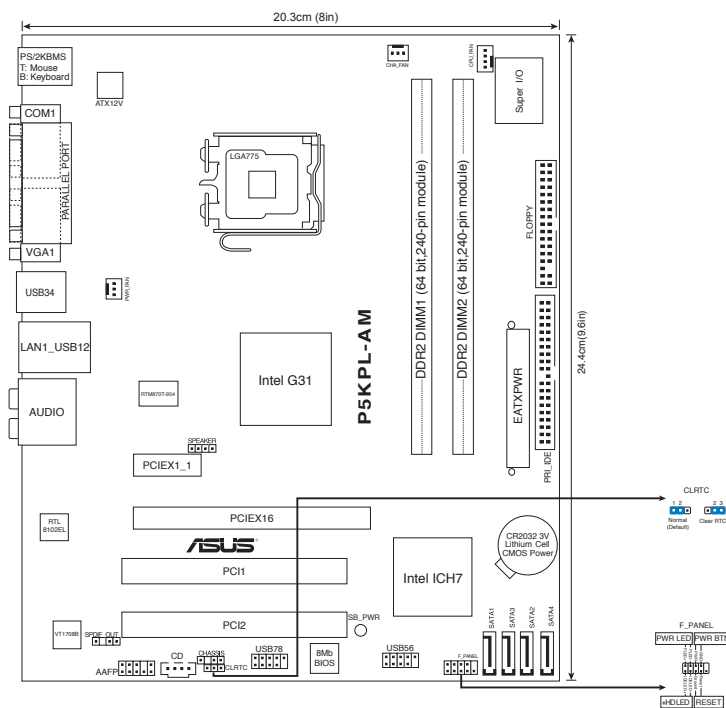 20.3cm (8in)
PS/2KBMS
T: Mouse
B: Keyboard
ATX12V
CHA_FAN
CPU_FAN
Super I/O
COM1
PARALLEL PORT
VGA1
LGA775
DDR2 DIMM1 (64 bit,240-pin module)
DDR2 DIMM2 (64 bit,240-pin module)
FLOPPY
24.4cm(9.6in)
PWR_FAN
USB34
LAN1_USB12
AUDIO
Intel G31
P5KPL-AM
EATXPWR
PRI_IDE
RTM870T-954
SPEAKER
PCIEX1_1
CLRTC
1 2
2 3
Normal
(Default)
Clear RTC
RTL
8102EL
PCIEX16
ASUS
PCI1
CR2032 3V
Lithium Cell
CMOS Power
Intel ICH7
SATA1
SATA3
SATA2
SATA4
PCI2
SB_PWR
VT1708B
SPDIF_OUT
CD
CHASSIS
CLRTC
USB78
8Mb
BIOS
USB56
F_PANEL
AAFP
F_PANEL
PWR LED
PWR BTN
+HDLED
RESET